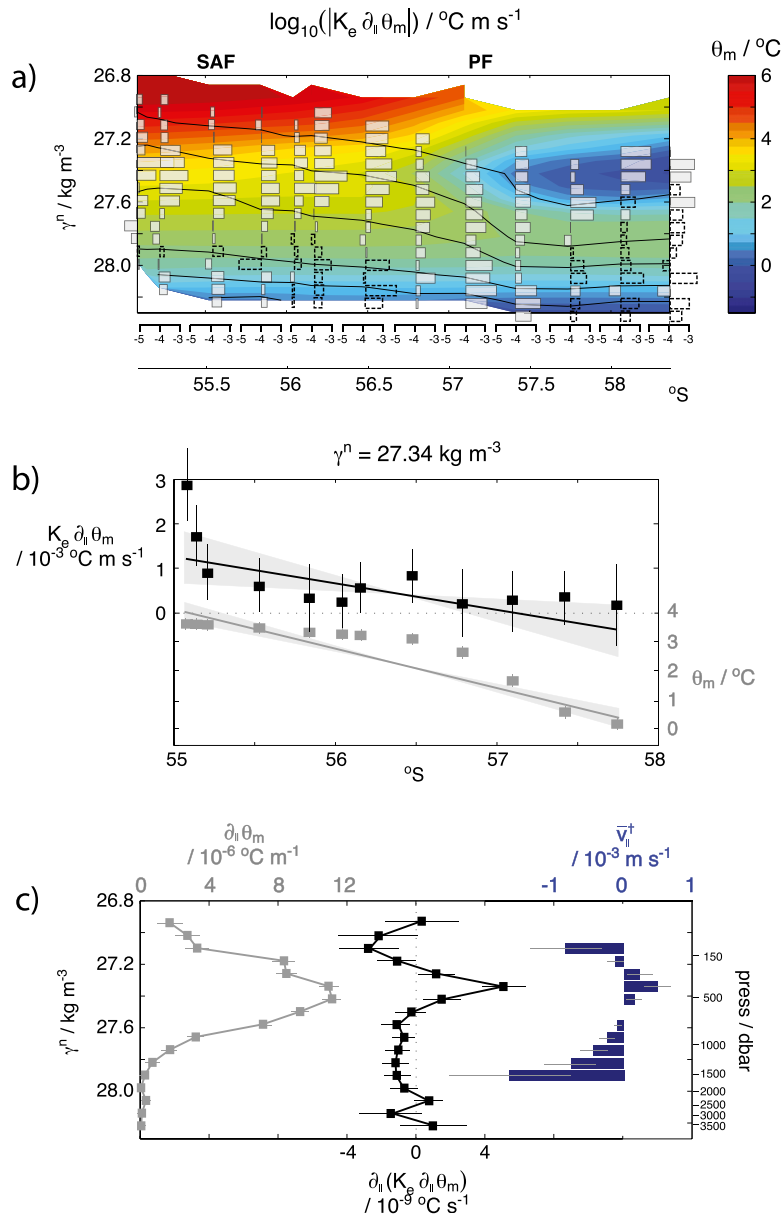 log10(|Ke ∂∥θm|) / °C m s-1
SAF
PF
θm / °C
a)
26.8
27.2
27.6
28.0
γn / kg m-3
6
4
2
0
-5 -4 -3 -5 -4 -3 -5 -4 -3 -5 -4 -3 -5 -4 -3 -5 -4 -3 -5 -4 -3 -5 -4 -3 -5 -4 -3 -5 -4 -3 -5 -4 -3
55.5 56 56.5 57 57.5 58
°S
b)
γn = 27.34 kg m-3
3
2
1
0
Ke ∂∥θm
/ 10-3 °C m s-1
4
3
2
1
0
θm / °C
55 56 57 58
°S
∂∥θm
/ 10-6 °C m-1
0 4 8 12
v̄∥†
/ 10-3 m s-1
-1 0 1
c)
26.8
27.2
27.6
28.0
γn / kg m-3
150
500
1000
1500
2000
2500
3000
3500
press / dbar
-4 0 4
∂∥(Ke ∂∥θm)
/ 10-9 °C s-1